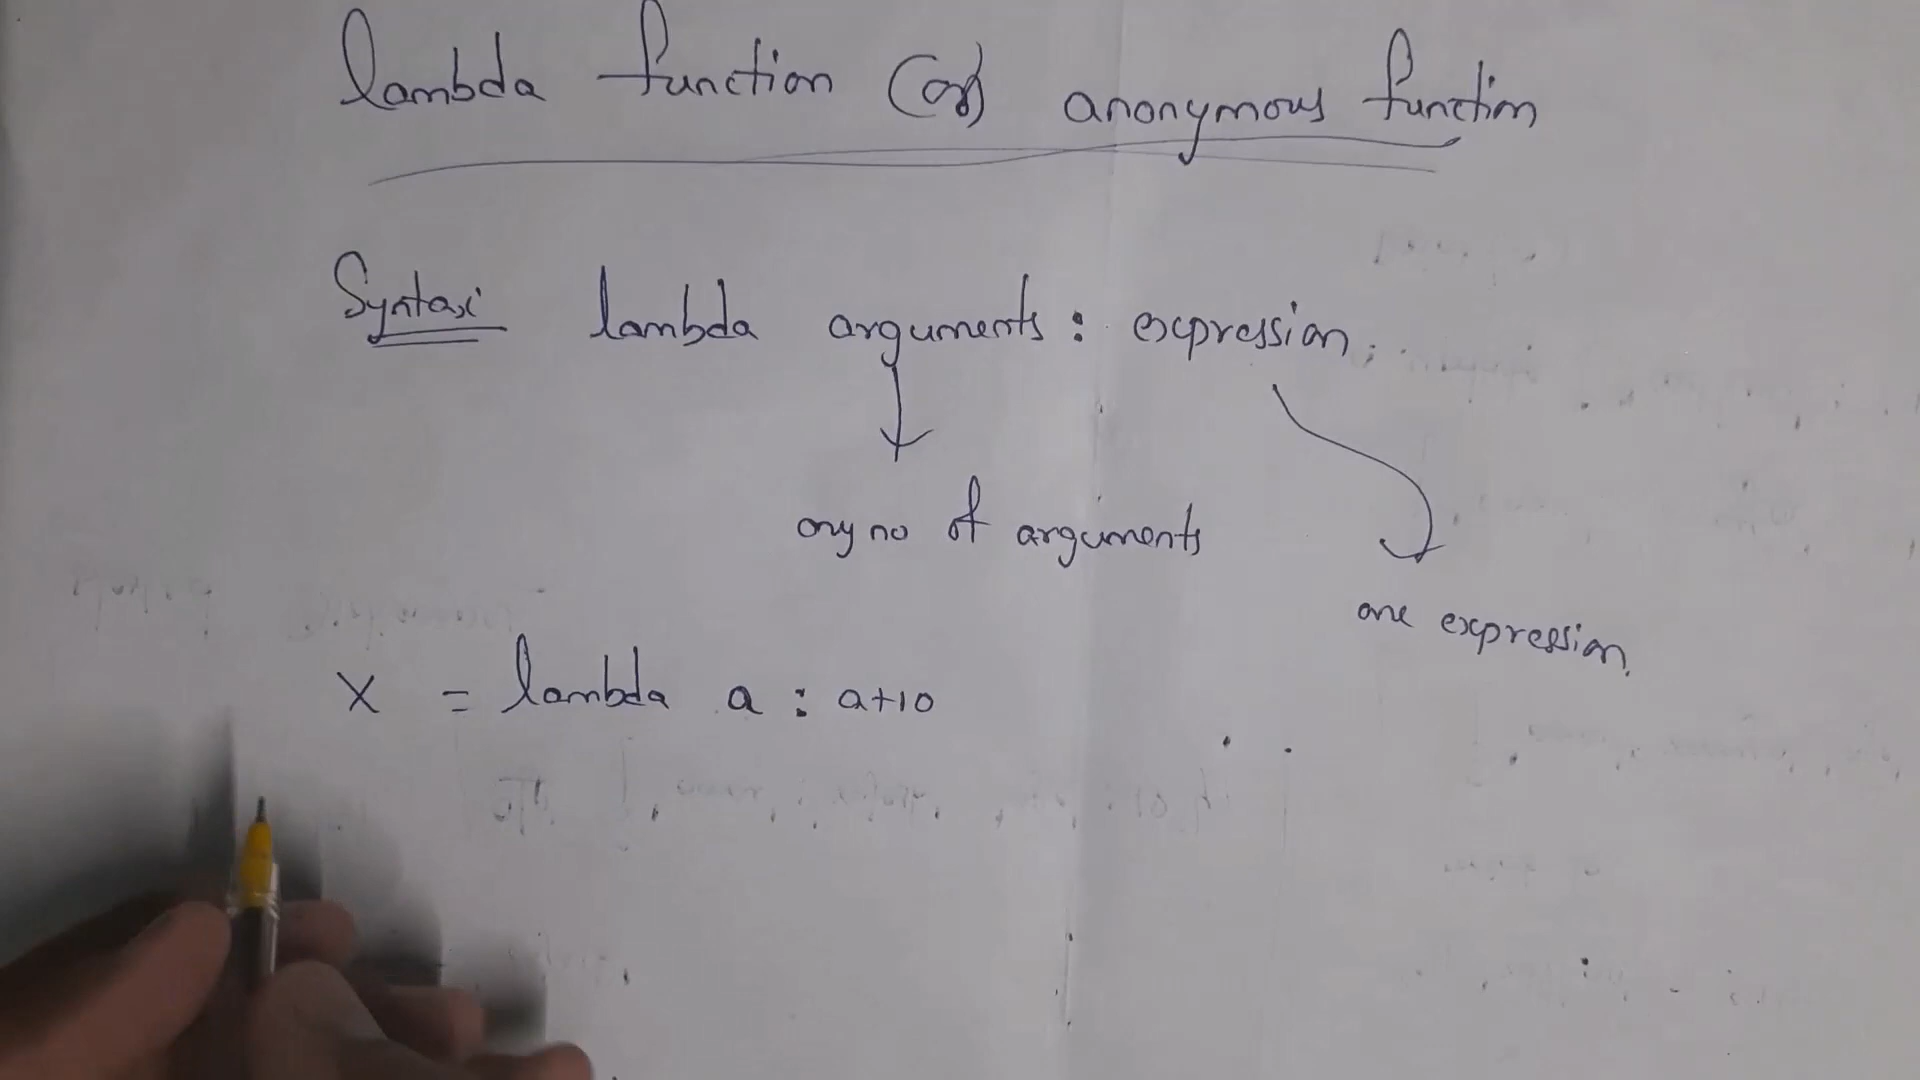 lambda function (or) anonymous function
Syntax: lambda arguments : expression.
any no of arguments
one expression.
X = lambda a : a+10